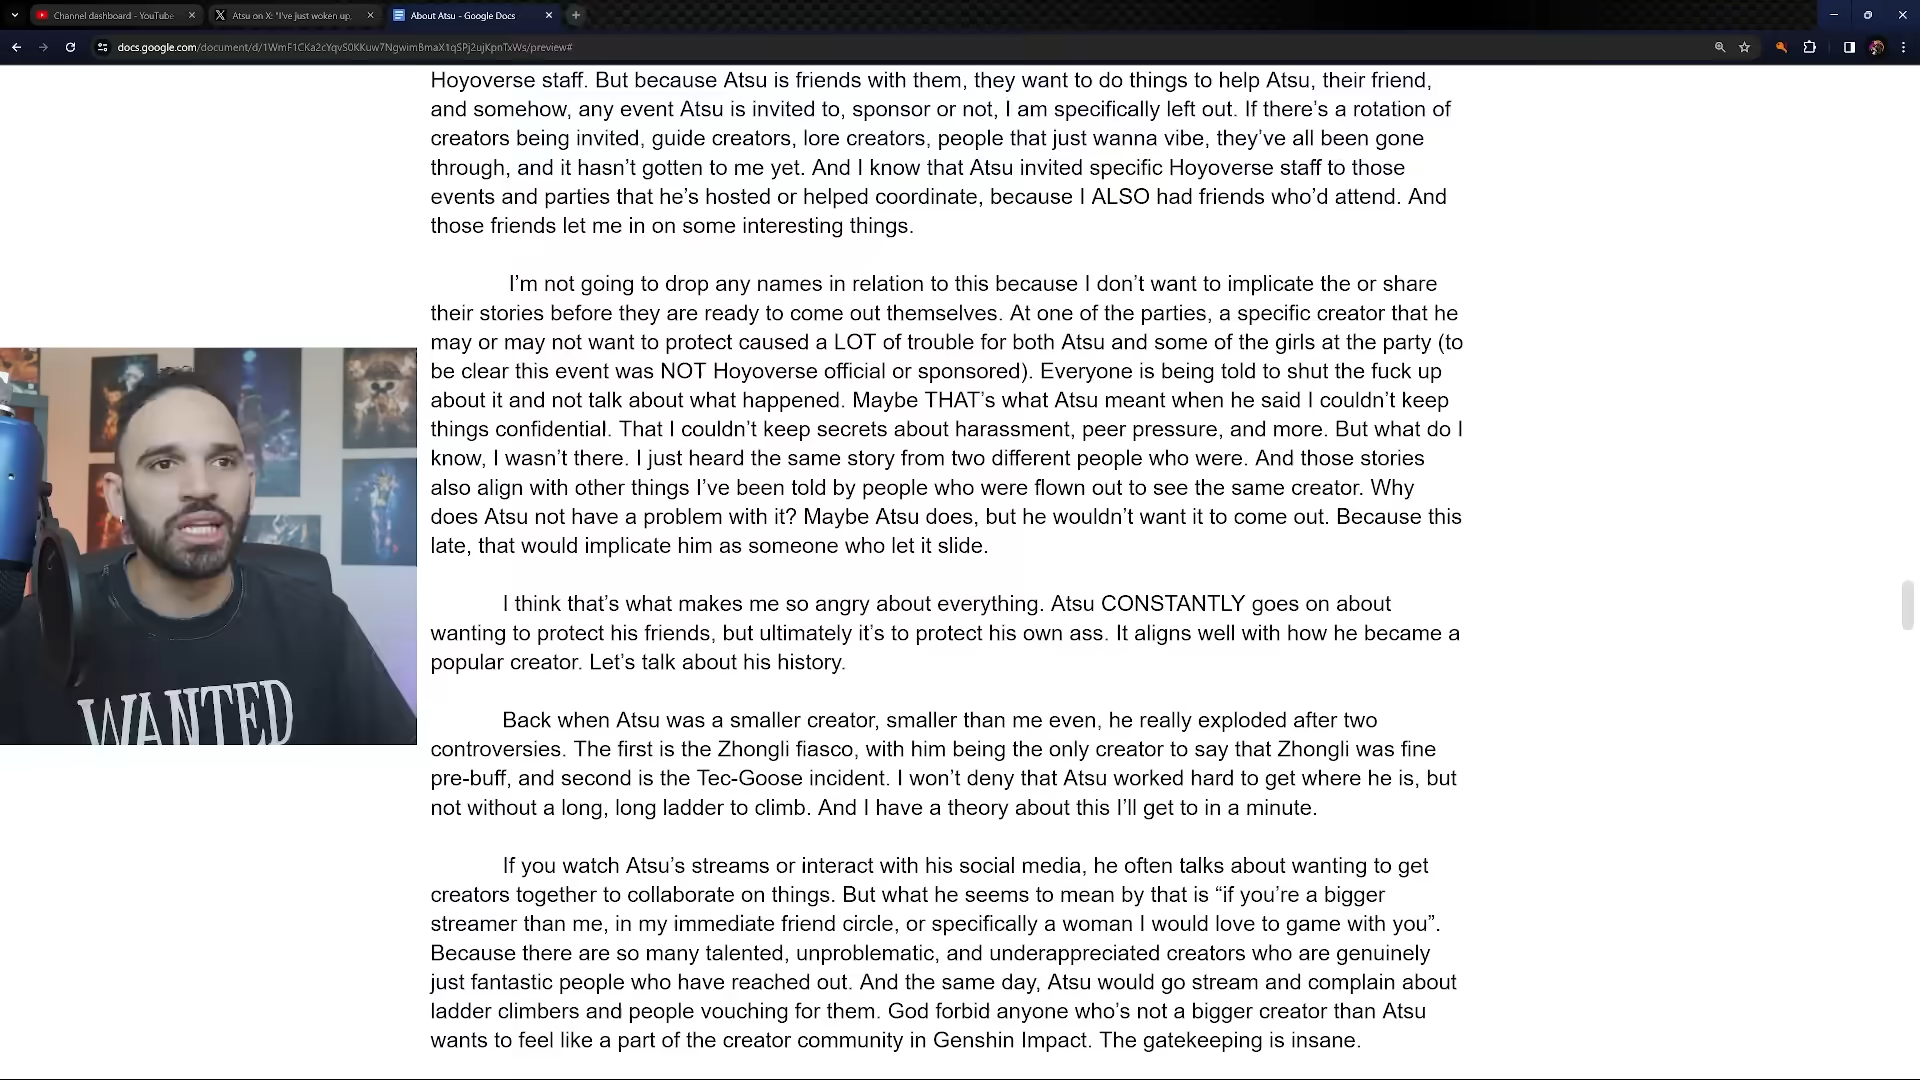 Channel dashboard - YouTube
Atsu on X: "I've just woken up,
About Atsu - Google Docs
docs.google.com/document/d/1WmF1CKa2cYqvS0KKuw7NgwimBmaX1qSPj2ujKpnTxWs/preview#
Hoyoverse staff. But because Atsu is friends with them, they want to do things to help Atsu, their friend,
and somehow, any event Atsu is invited to, sponsor or not, I am specifically left out. If there's a rotation of
creators being invited, guide creators, lore creators, people that just wanna vibe, they've all been gone
through, and it hasn't gotten to me yet. And I know that Atsu invited specific Hoyoverse staff to those
events and parties that he's hosted or helped coordinate, because I ALSO had friends who'd attend. And
those friends let me in on some interesting things.
I'm not going to drop any names in relation to this because I don't want to implicate the or share
their stories before they are ready to come out themselves. At one of the parties, a specific creator that he
may or may not want to protect caused a LOT of trouble for both Atsu and some of the girls at the party (to
be clear this event was NOT Hoyoverse official or sponsored). Everyone is being told to shut the fuck up
about it and not talk about what happened. Maybe THAT's what Atsu meant when he said I couldn't keep
things confidential. That I couldn't keep secrets about harassment, peer pressure, and more. But what do I
know, I wasn't there. I just heard the same story from two different people who were. And those stories
also align with other things I've been told by people who were flown out to see the same creator. Why
does Atsu not have a problem with it? Maybe Atsu does, but he wouldn't want it to come out. Because this
late, that would implicate him as someone who let it slide.
I think that's what makes me so angry about everything. Atsu CONSTANTLY goes on about
wanting to protect his friends, but ultimately it's to protect his own ass. It aligns well with how he became a
popular creator. Let's talk about his history.
Back when Atsu was a smaller creator, smaller than me even, he really exploded after two
controversies. The first is the Zhongli fiasco, with him being the only creator to say that Zhongli was fine
pre-buff, and second is the Tec-Goose incident. I won't deny that Atsu worked hard to get where he is, but
not without a long, long ladder to climb. And I have a theory about this I'll get to in a minute.
If you watch Atsu's streams or interact with his social media, he often talks about wanting to get
creators together to collaborate on things. But what he seems to mean by that is “if you're a bigger
streamer than me, in my immediate friend circle, or specifically a woman I would love to game with you”.
Because there are so many talented, unproblematic, and underappreciated creators who are genuinely
just fantastic people who have reached out. And the same day, Atsu would go stream and complain about
ladder climbers and people vouching for them. God forbid anyone who's not a bigger creator than Atsu
wants to feel like a part of the creator community in Genshin Impact. The gatekeeping is insane.
WANTED